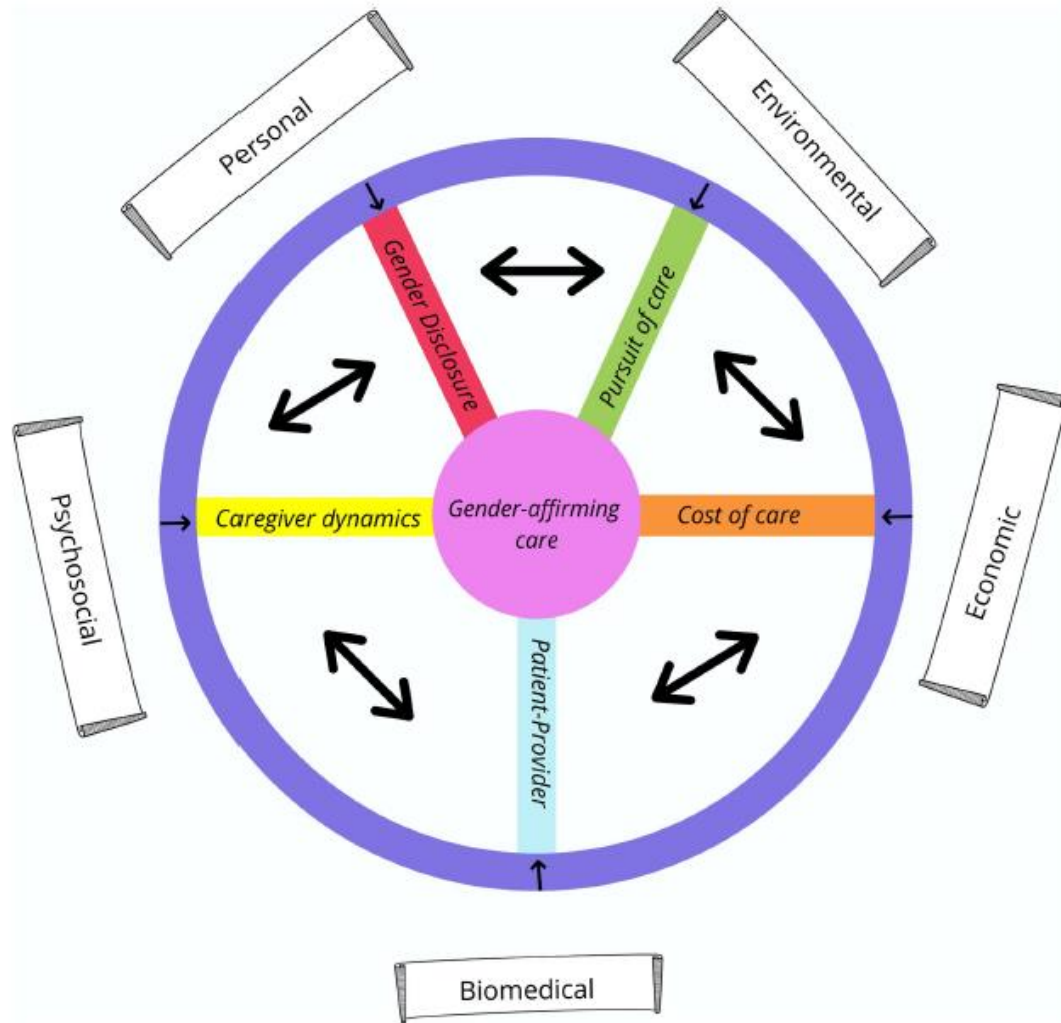 Personal
Environmental
Gender Disclosure
Pursuit of care
Psychosocial
Caregiver dynamics
Gender-affirming
care
Cost of care
Economic
Patient-Provider
Biomedical